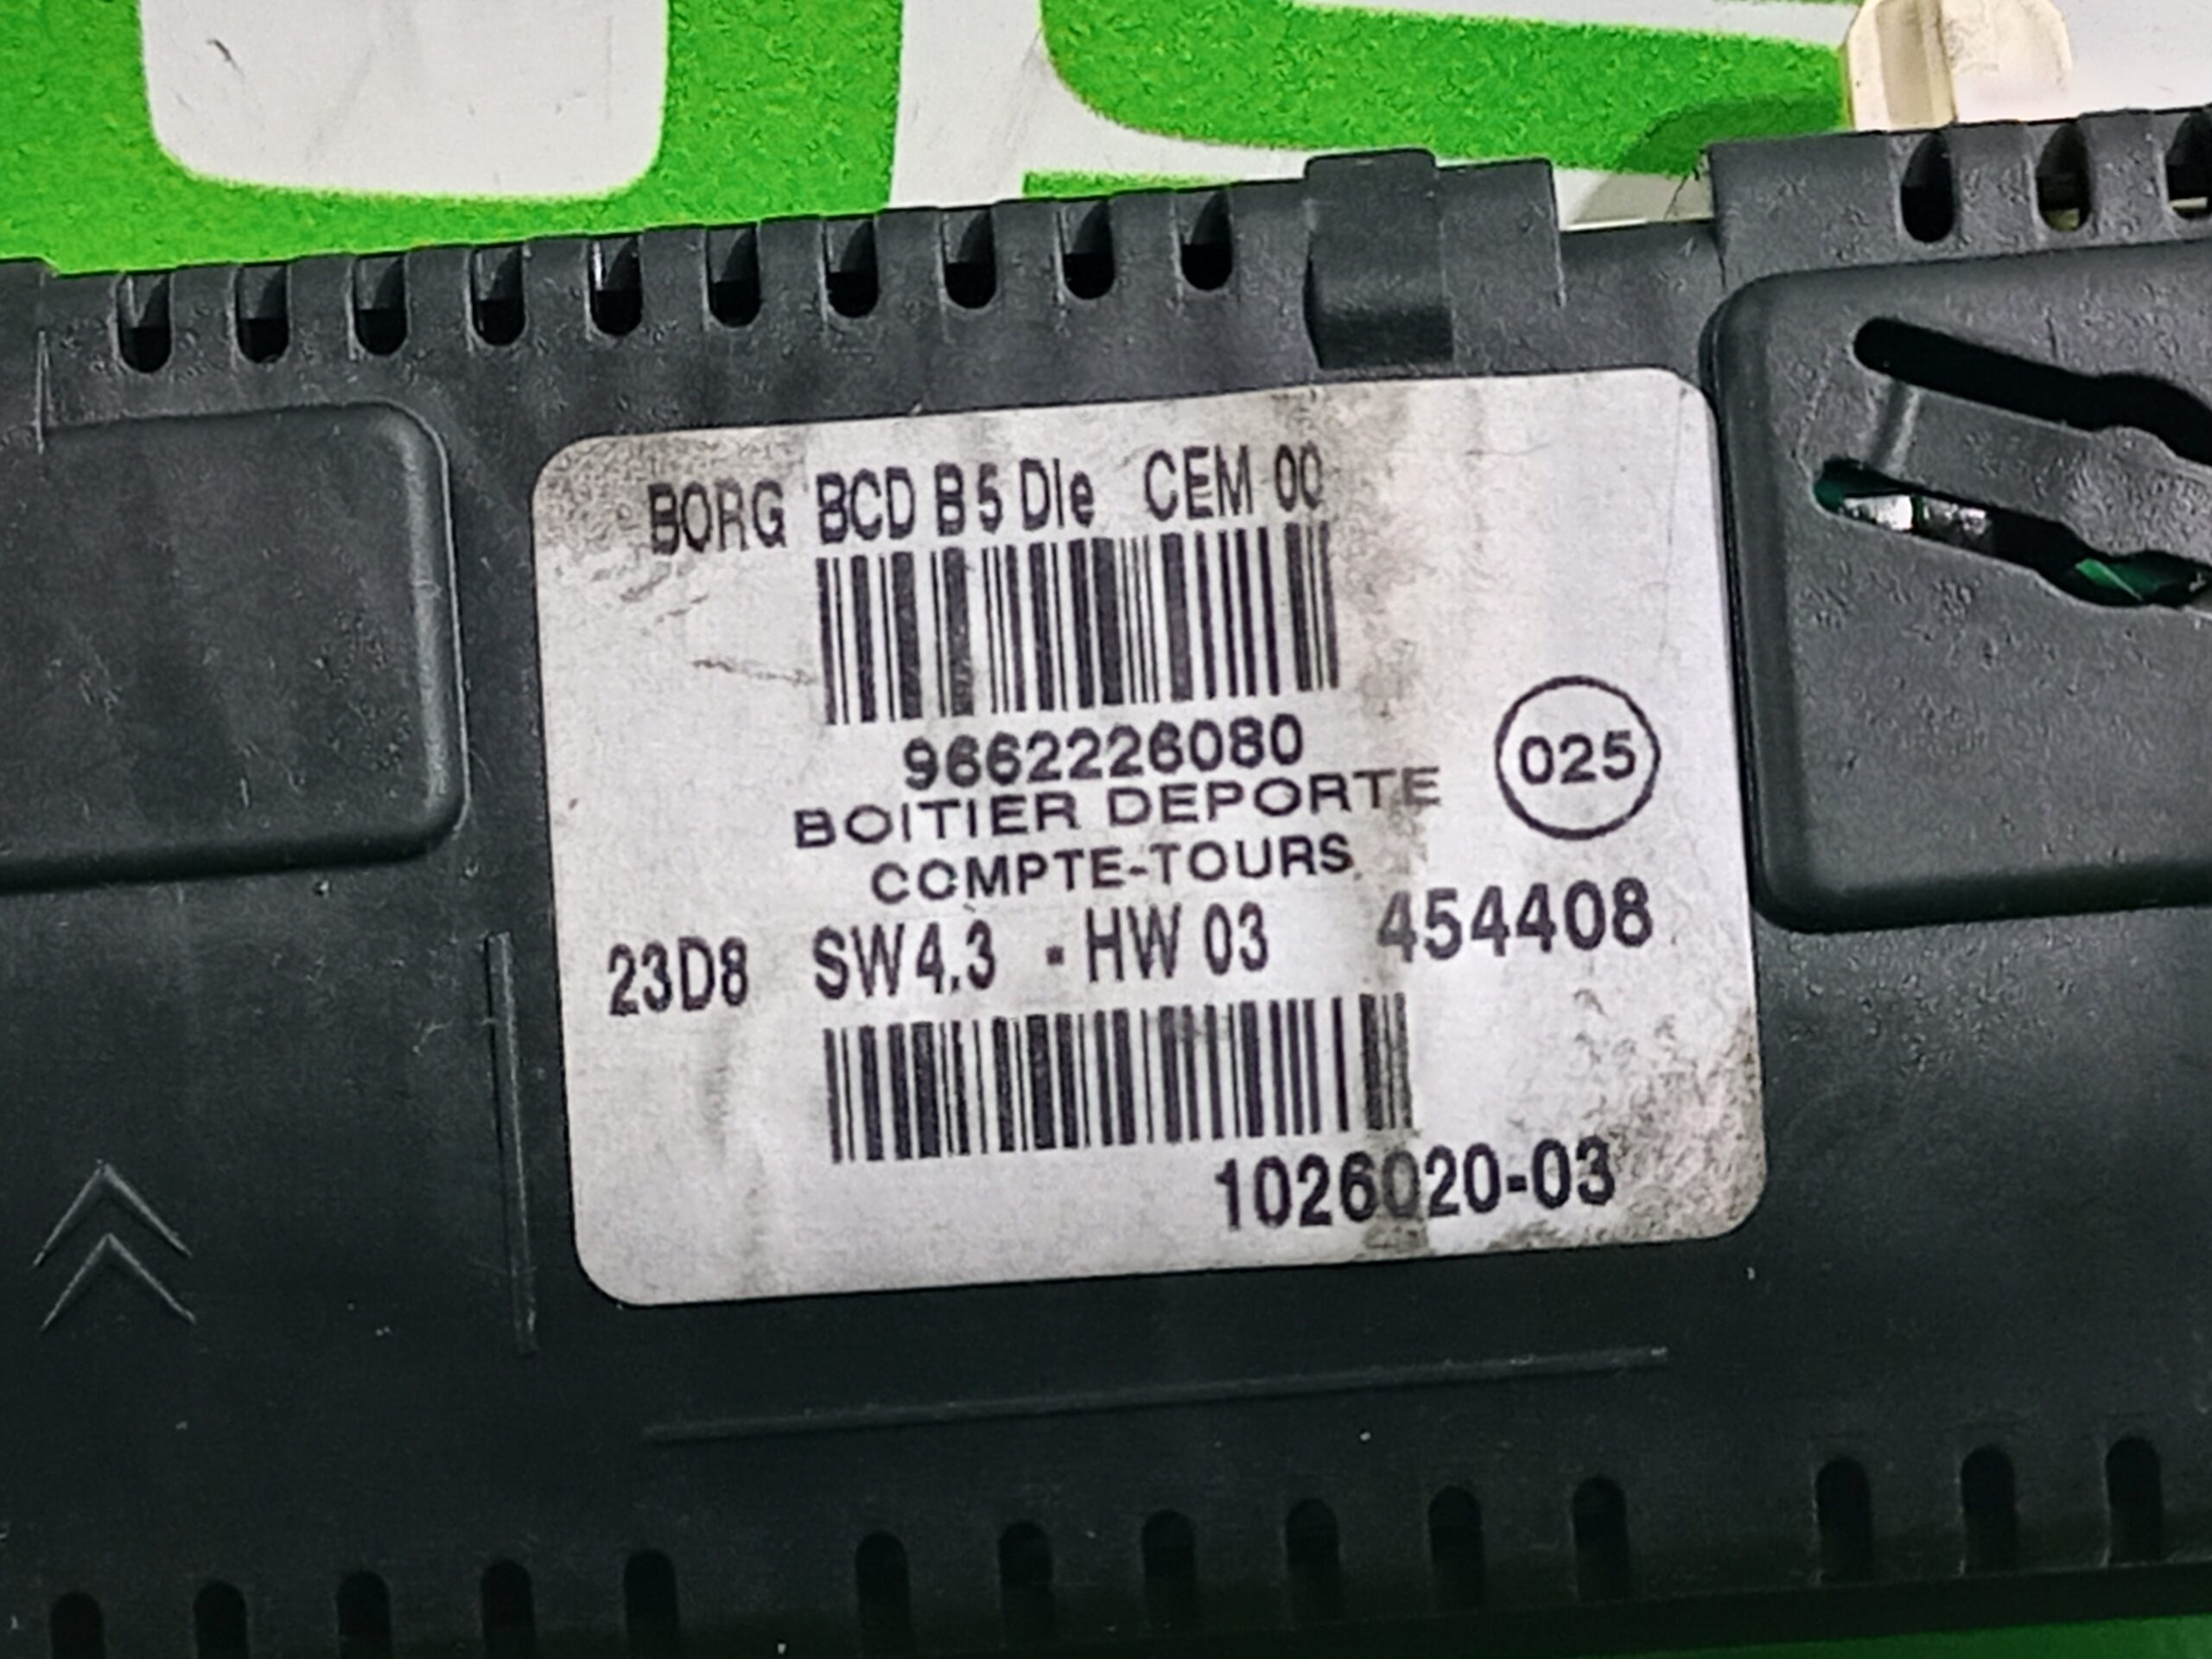 BORG BCD B5 Dle CEM 00
9662226080
BOITIER DEPORTE
COMPTE-TOURS
025
23D8 SW4.3 - HW 03 454408
1026020-03